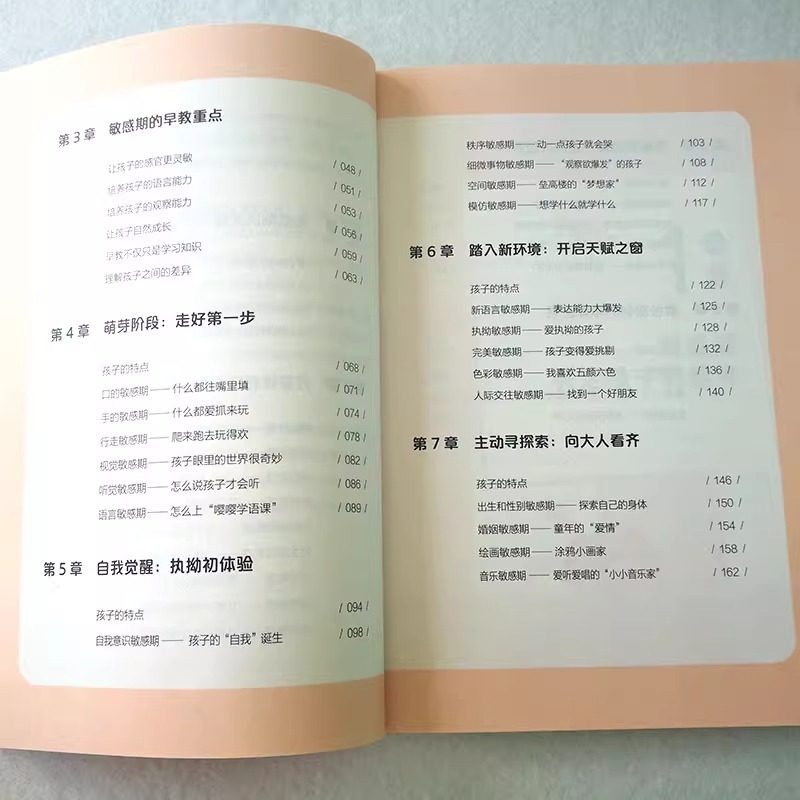 第3章 敏感期的早教重点
让孩子的感官更灵敏 / 048 /
培养孩子的语言能力 / 051 /
培养孩子的观察能力 / 053 /
让孩子自然成长 / 056 /
早教不仅只是学习知识 / 059 /
理解孩子之间的差异 / 063 /
第4章 萌芽阶段：走好第一步
孩子的特点 / 068 /
口的敏感期——什么都往嘴里填 / 071 /
手的敏感期——什么都爱抓来玩 / 074 /
行走敏感期——爬来跑去玩得欢 / 078 /
视觉敏感期——孩子眼里的世界很奇妙 / 082 /
听觉敏感期——怎么说孩子才会听 / 086 /
语言敏感期——怎么上“嘤嘤学语课” / 089 /
第5章 自我觉醒：执拗初体验
孩子的特点 / 094 /
自我意识敏感期——孩子的“自我”诞生 / 098 /
秩序敏感期——动一点孩子就会哭 / 103 /
细微事物敏感期——“观察欲爆发”的孩子 / 108 /
空间敏感期——垒高楼的“梦想家” / 112 /
模仿敏感期——想学什么就学什么 / 117 /
第6章 踏入新环境：开启天赋之窗
孩子的特点 / 122 /
新语言敏感期——表达能力大爆发 / 125 /
执拗敏感期——爱执拗的孩子 / 128 /
完美敏感期——孩子变得爱挑剔 / 132 /
色彩敏感期——我喜欢五颜六色 / 136 /
人际交往敏感期——找到一个好朋友 / 140 /
第7章 主动寻探索：向大人看齐
孩子的特点 / 146 /
出生和性别敏感期——探索自己的身体 / 150 /
婚姻敏感期——童年的“爱情” / 154 /
绘画敏感期——涂鸦小画家 / 158 /
音乐敏感期——爱听爱唱的“小小音乐家” / 162 /